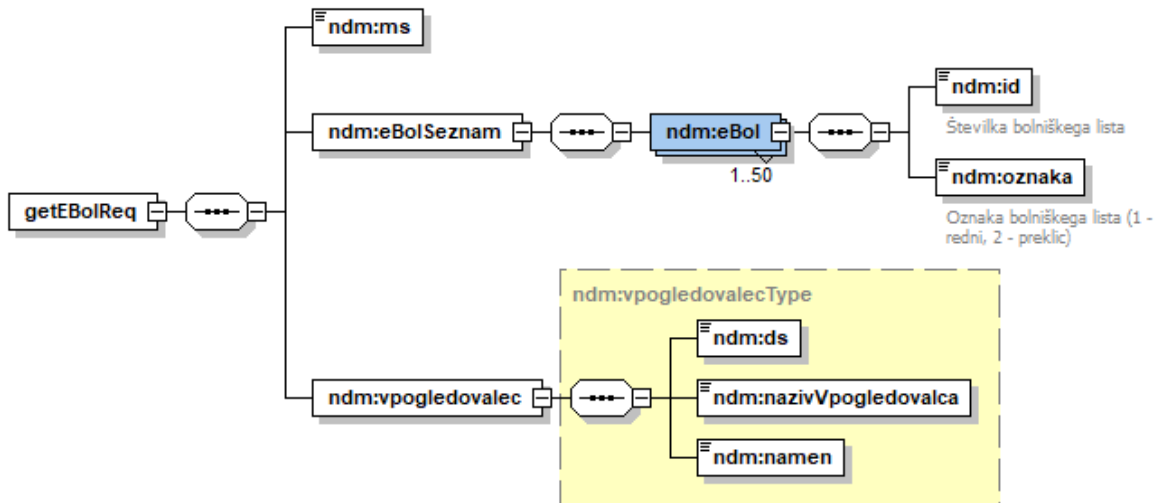 ndm:ms
ndm:eBolSeznam
ndm:eBol
1..50
ndm:id
Številka bolniškega lista
ndm:oznaka
Oznaka bolniškega lista (1 -
redni, 2 - preklic)
getEBolReq
ndm:vpogledovalecType
ndm:ds
ndm:vpogledovalec
ndm:nazivVpogledovalca
ndm:namen